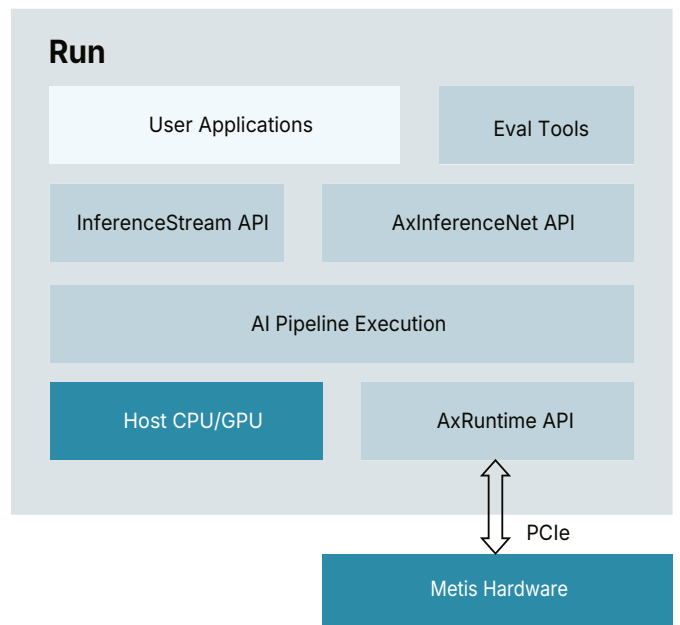 Run
User Applications
Eval Tools
InferenceStream API
AxInferenceNet API
AI Pipeline Execution
Host CPU/GPU
AxRuntime API
PCIe
Metis Hardware